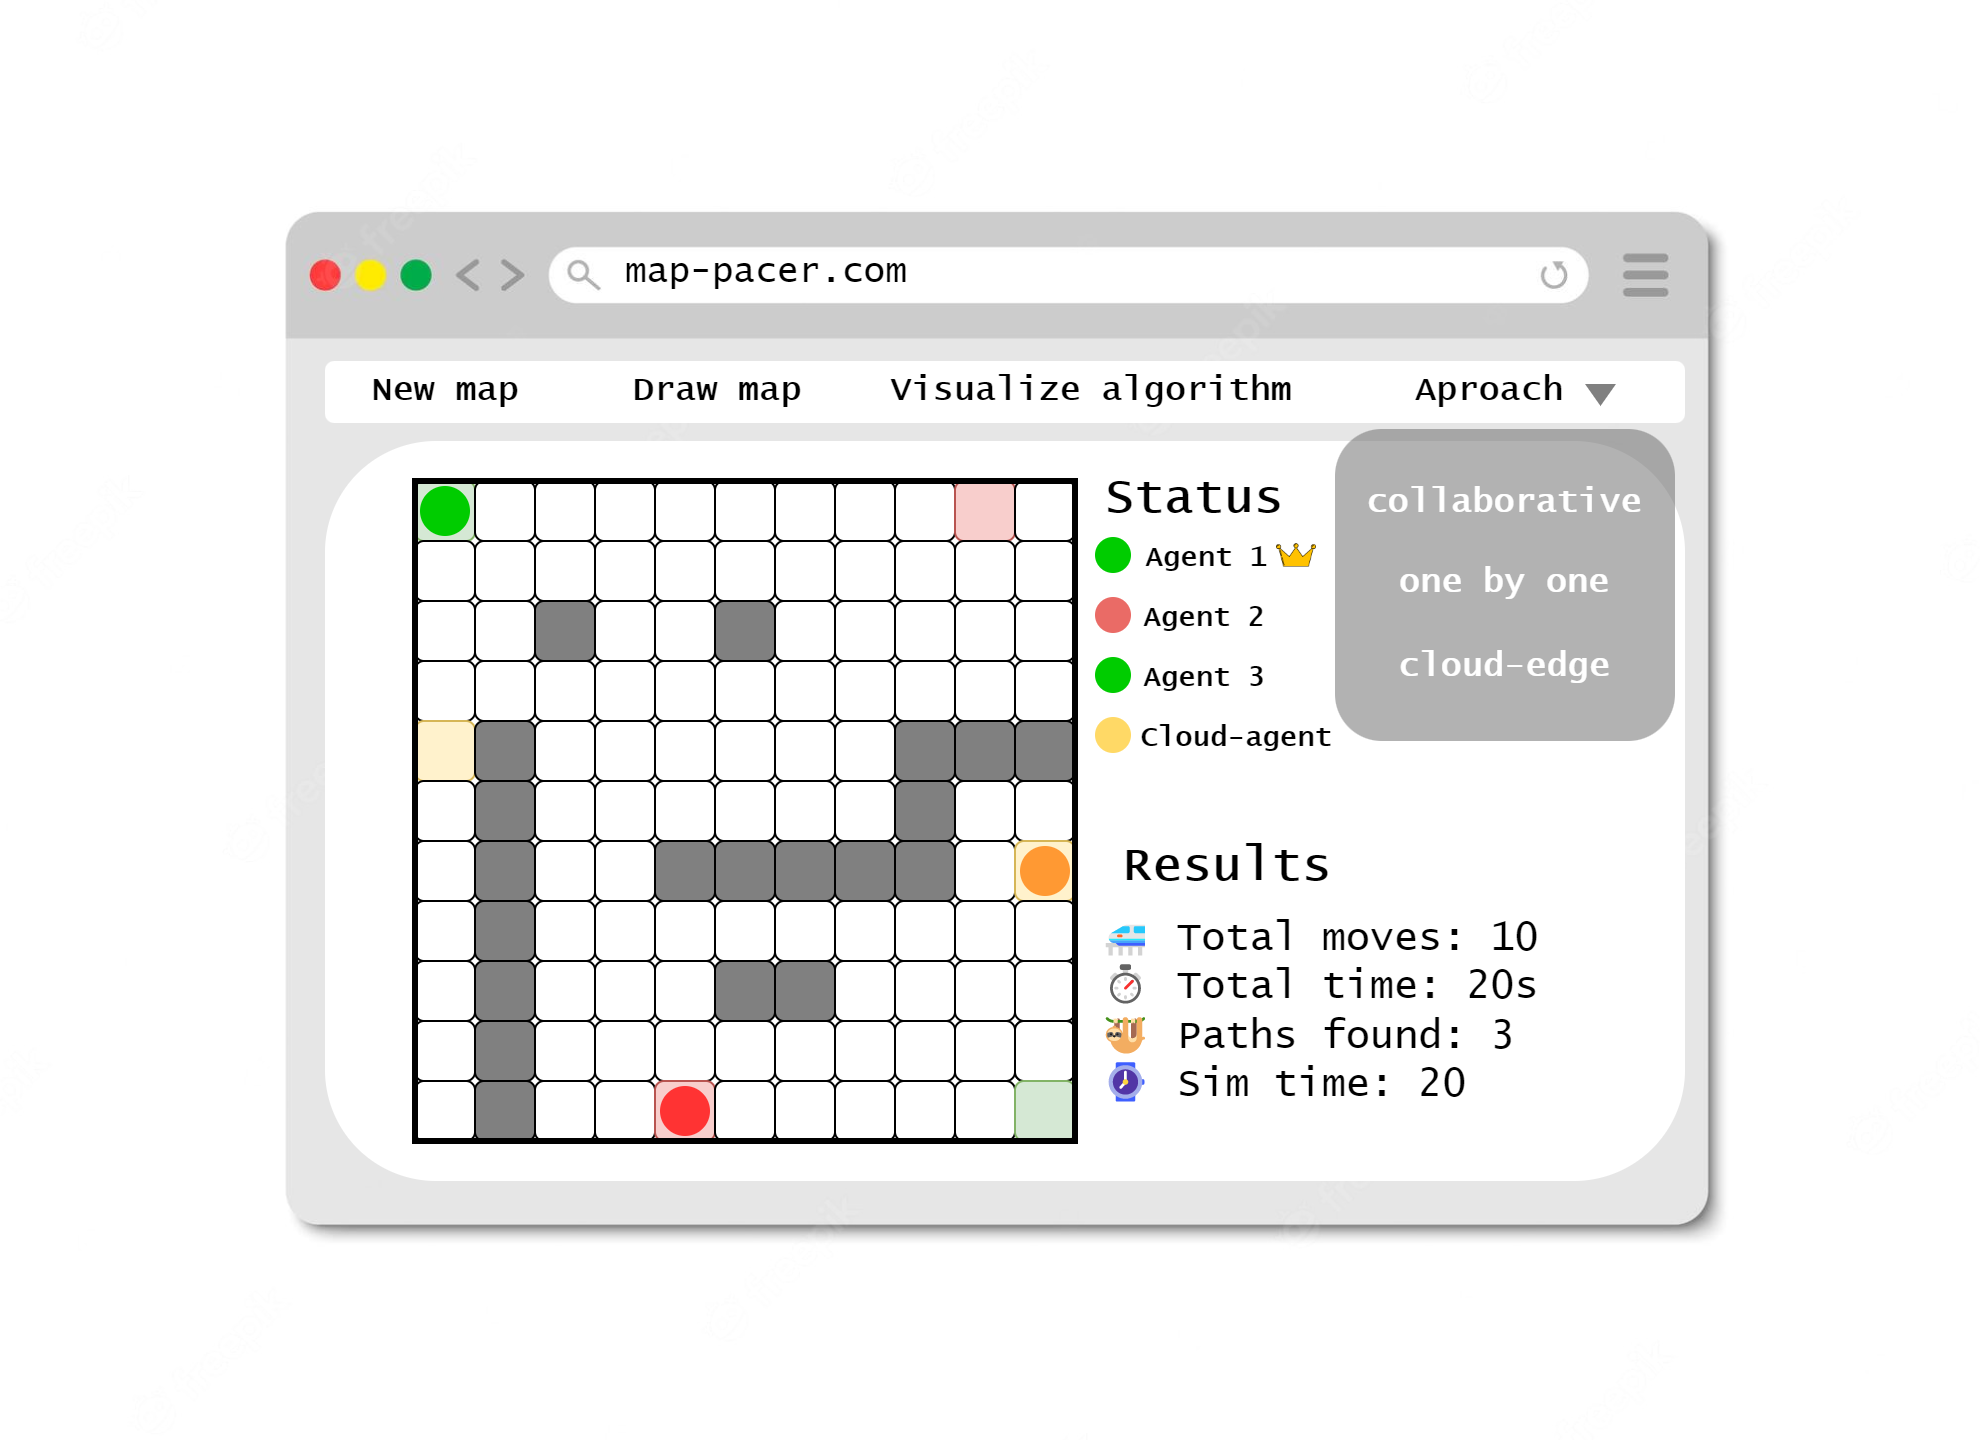 map-pacer.com
New map
Draw map
Visualize algorithm
Aproach
collaborative
one by one
cloud-edge
Status
Agent 1
Agent 2
Agent 3
Cloud-agent
Results
Total moves: 10
Total time: 20s
Paths found: 3
Sim time: 20